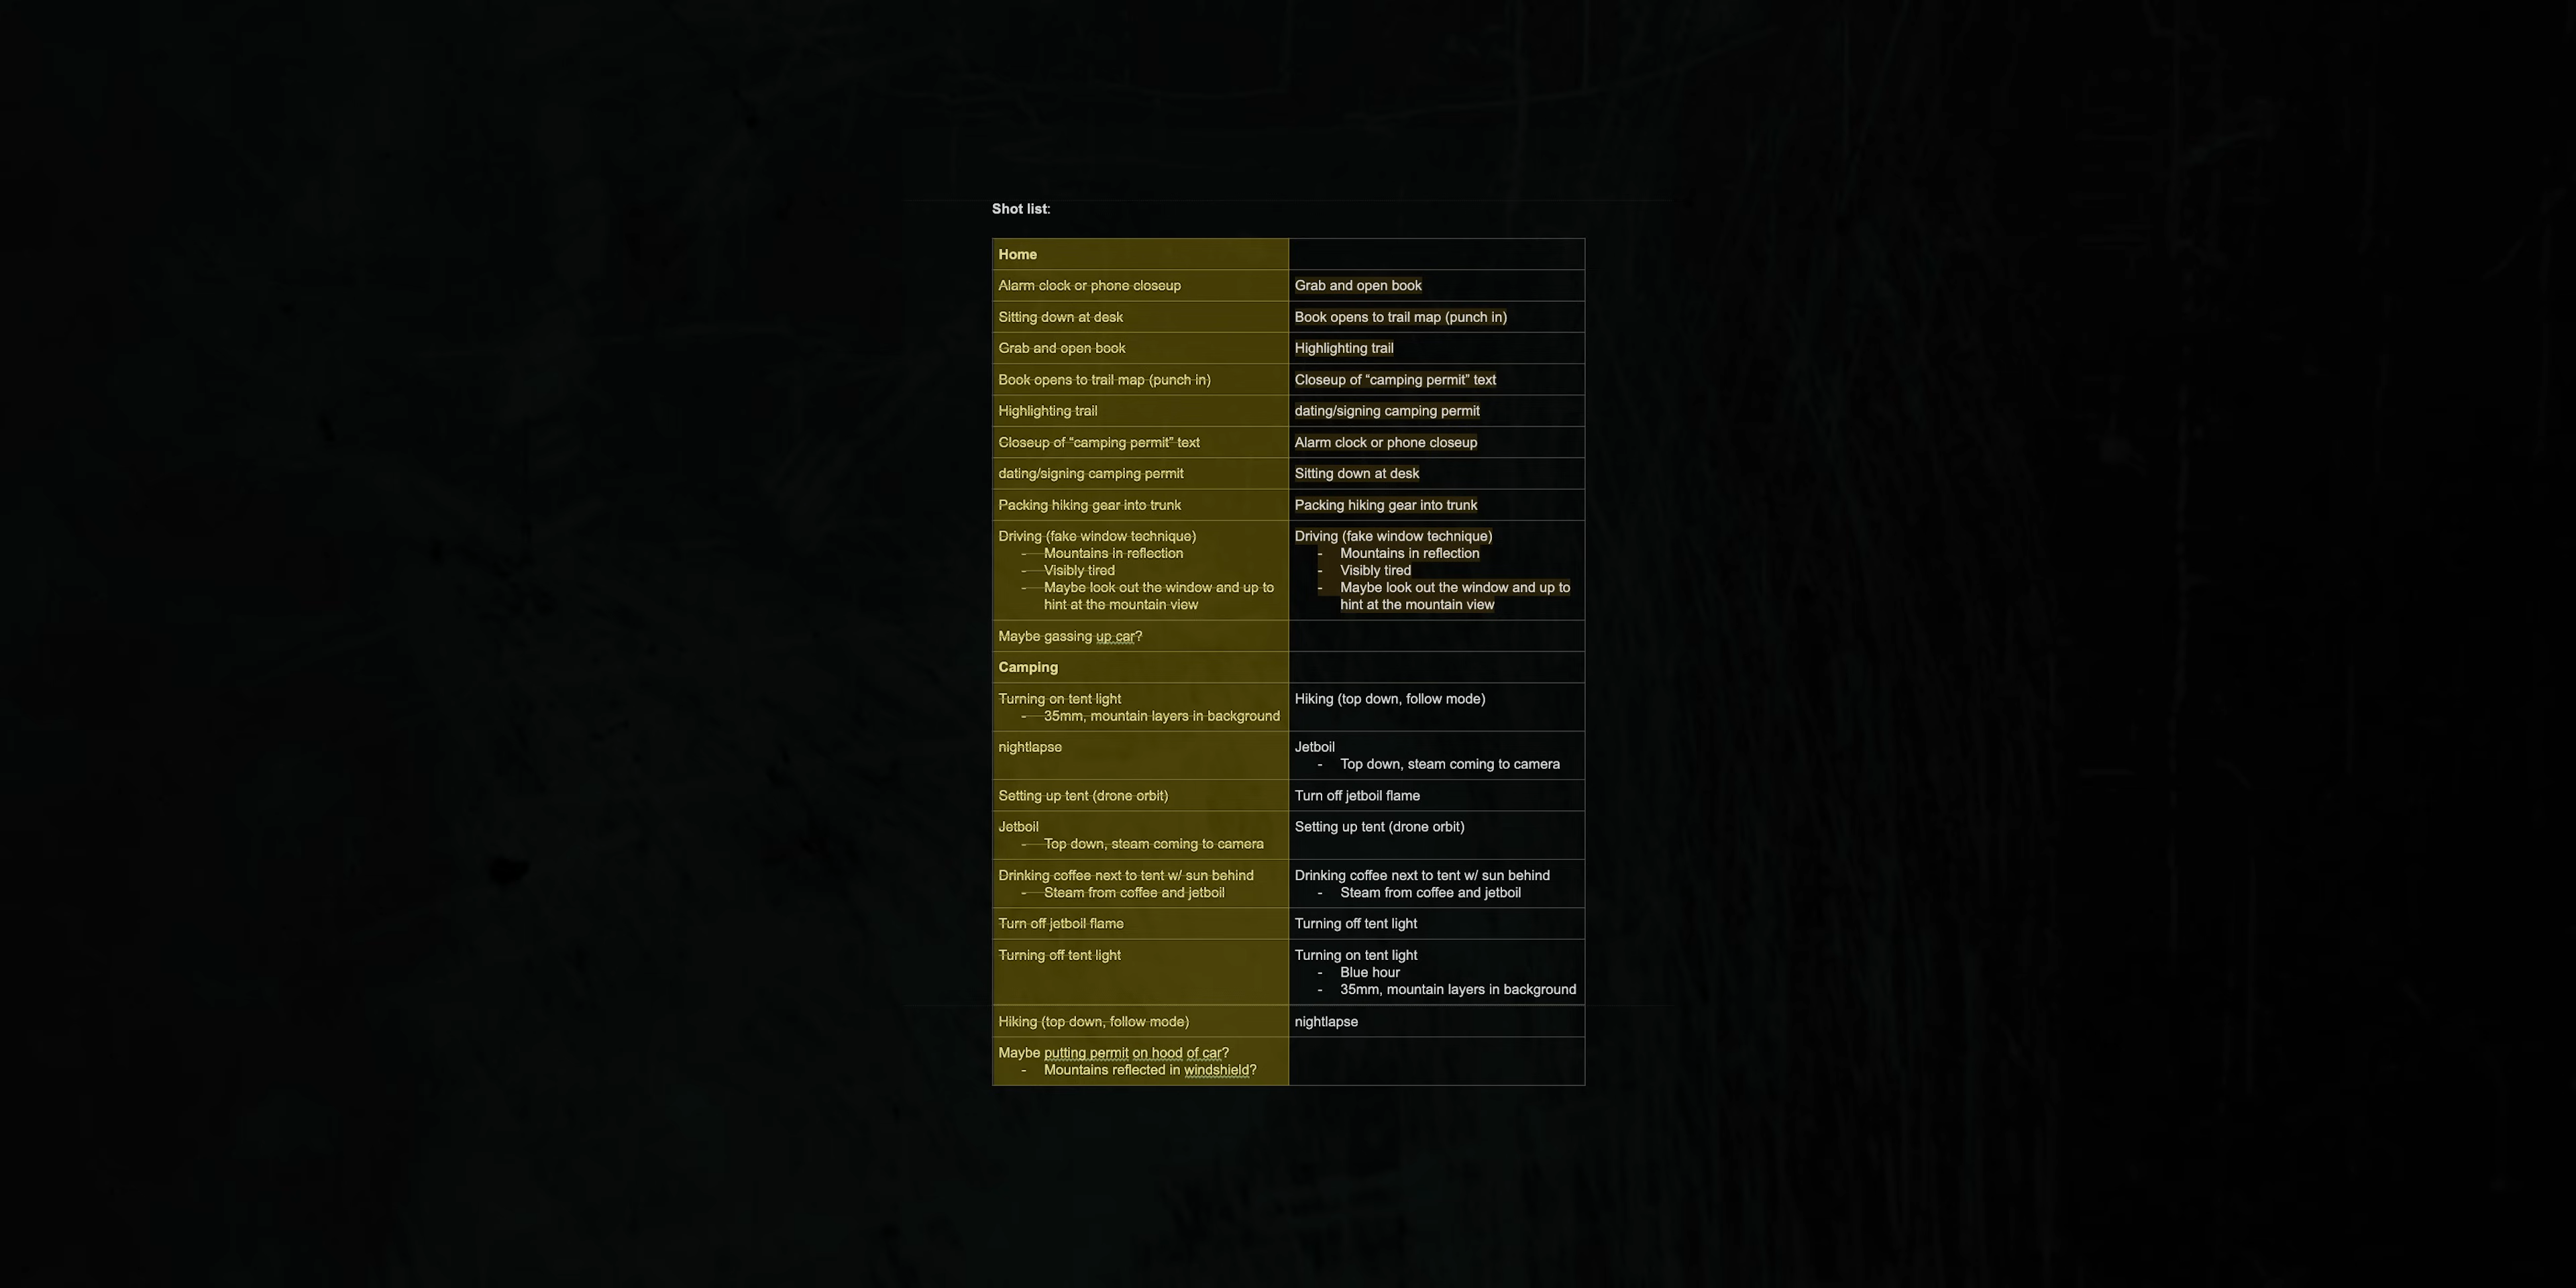 Shot list:
Home
Alarm clock or phone closeup
Grab and open book
Sitting down at desk
Book opens to trail map (punch in)
Grab and open book
Highlighting trail
Book opens to trail map (punch in)
Closeup of “camping permit” text
Highlighting trail
dating/signing camping permit
Closeup of “camping permit” text
Alarm clock or phone closeup
dating/signing camping permit
Sitting down at desk
Packing hiking gear into trunk
Packing hiking gear into trunk
Driving (fake window technique)
- Mountains in reflection
- Visibly tired
- Maybe look out the window and up to
hint at the mountain view
Driving (fake window technique)
- Mountains in reflection
- Visibly tired
- Maybe look out the window and up to
hint at the mountain view
Maybe gassing up car?
Camping
Turning on tent light
- 35mm, mountain layers in background
Hiking (top down, follow mode)
nightlapse
Jetboil
- Top down, steam coming to camera
Setting up tent (drone orbit)
Turn off jetboil flame
Jetboil
- Top down, steam coming to camera
Setting up tent (drone orbit)
Drinking coffee next to tent w/ sun behind
- Steam from coffee and jetboil
Drinking coffee next to tent w/ sun behind
- Steam from coffee and jetboil
Turn off jetboil flame
Turning off tent light
Turning off tent light
Turning on tent light
- Blue hour
- 35mm, mountain layers in background
Hiking (top down, follow mode)
nightlapse
Maybe putting permit on hood of car?
- Mountains reflected in windshield?